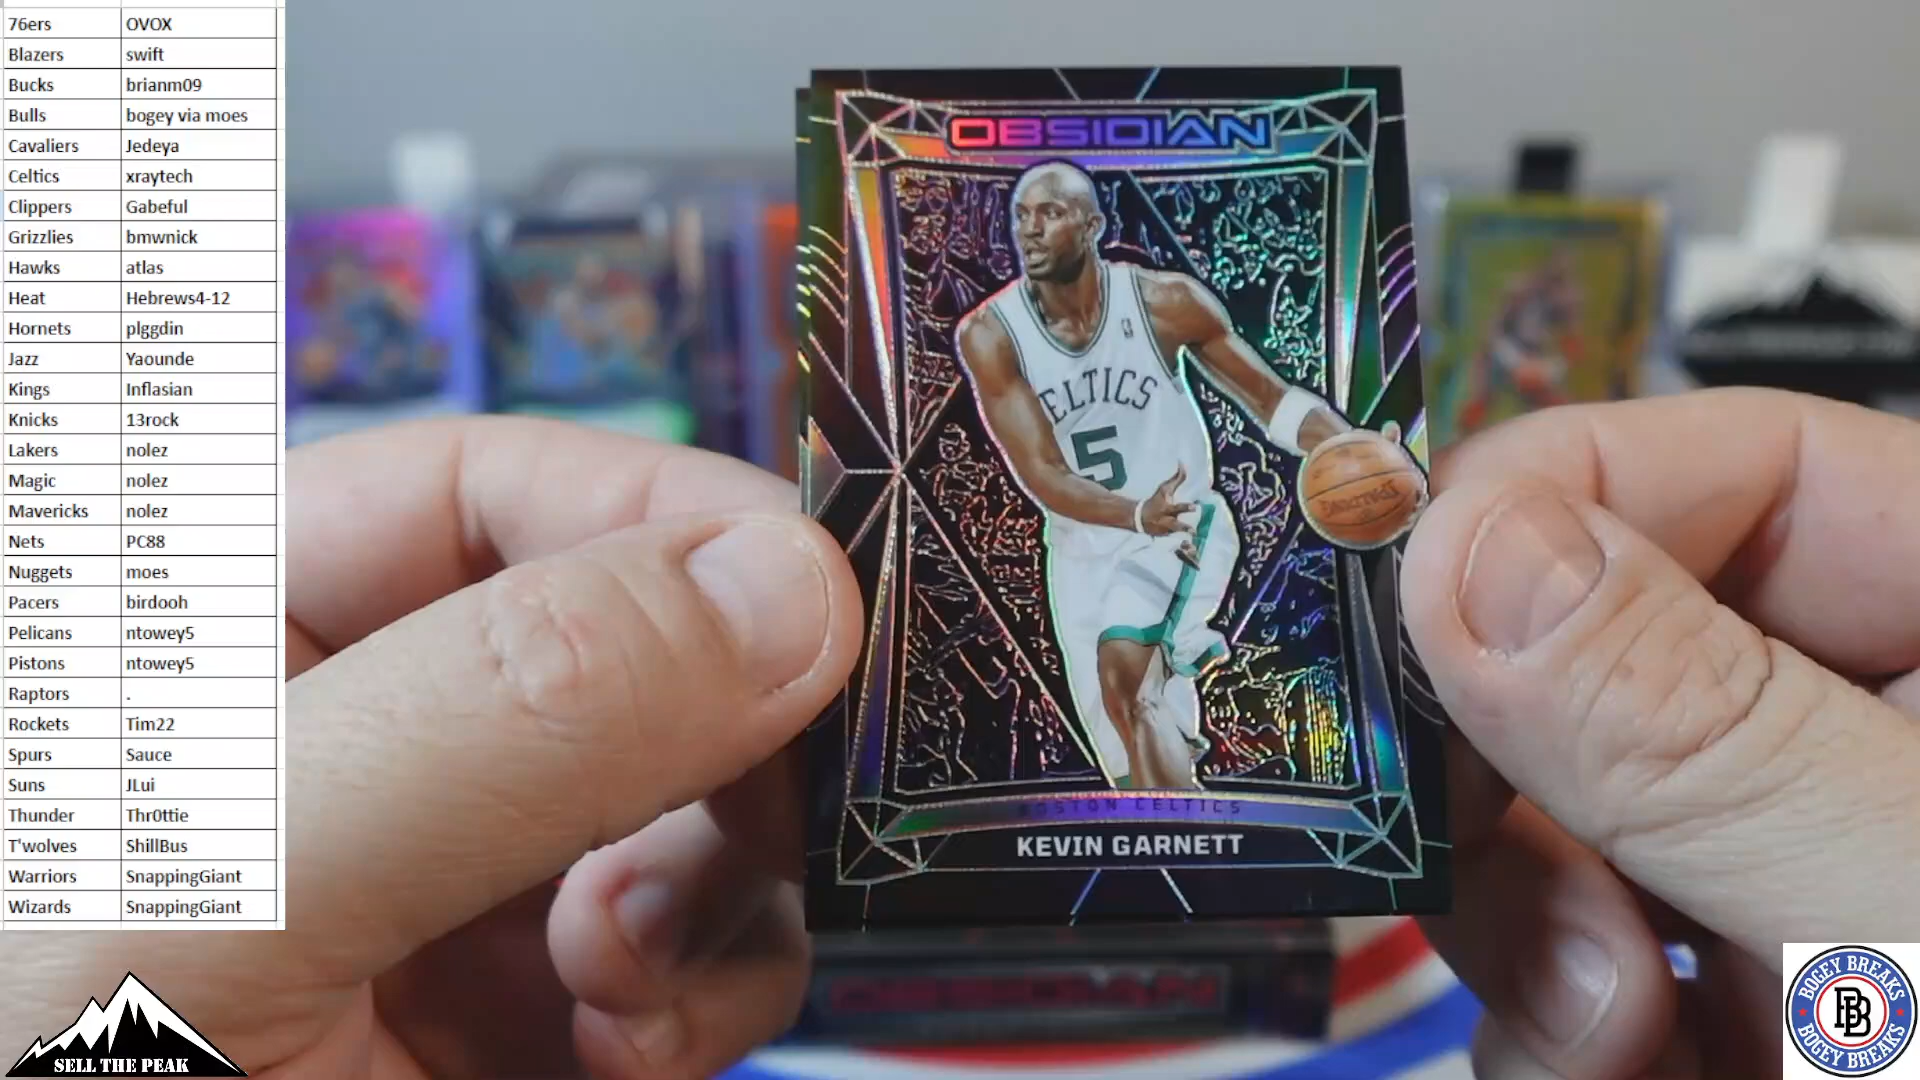 76ers OVOX
Blazers swift
Bucks brianm09
Bulls bogey via moes
Cavaliers Jedeya
Celtics xraytech
Clippers Gabeful
Grizzlies bmwnick
Hawks atlas
Heat Hebrews4-12
Hornets plggdin
Jazz Yaounde
Kings Inflasian
Knicks 13rock
Lakers nolez
Magic nolez
Mavericks nolez
Nets PC88
Nuggets moes
Pacers birdooh
Pelicans ntowey5
Pistons ntowey5
Raptors .
Rockets Tim22
Spurs Sauce
Suns JLui
Thunder Thr0ttie
T'wolves ShillBus
Warriors SnappingGiant
Wizards SnappingGiant
OBSIDIAN
ELTICS
5
SPALDING
BOSTON CELTICS
KEVIN GARNETT
OBSIDIAN
SELL THE PEAK
BOGEY BREAKS
BB
BOGEY BREAKS